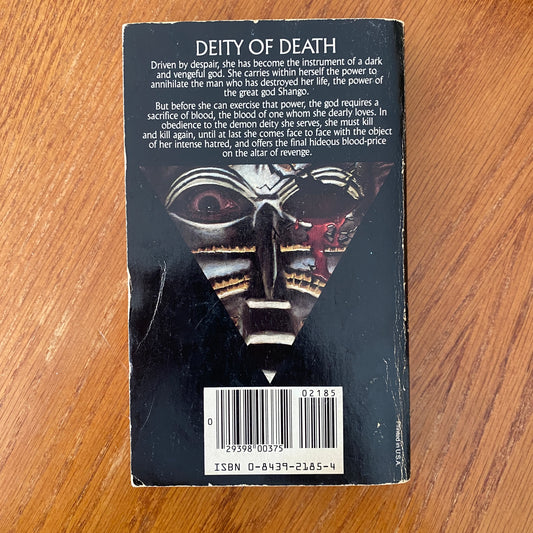 DEITY OF DEATH
Driven by despair, she has become the instrument of a dark
and vengeful god. She carries within herself the power to
annihilate the man who has destroyed her life, the power of
the great god Shango.
But before she can exercise that power, the god requires a
sacrifice of blood, the blood of one whom she dearly loves. In
obedience to the demon deity she serves, she must kill
and kill again, until at last she comes face to face with the object
of her intense hatred, and offers the final hideous blood-price
on the altar of revenge.
02185
0
29398 00375
ISBN 0-8439-2185-4
Printed in U.S.A.